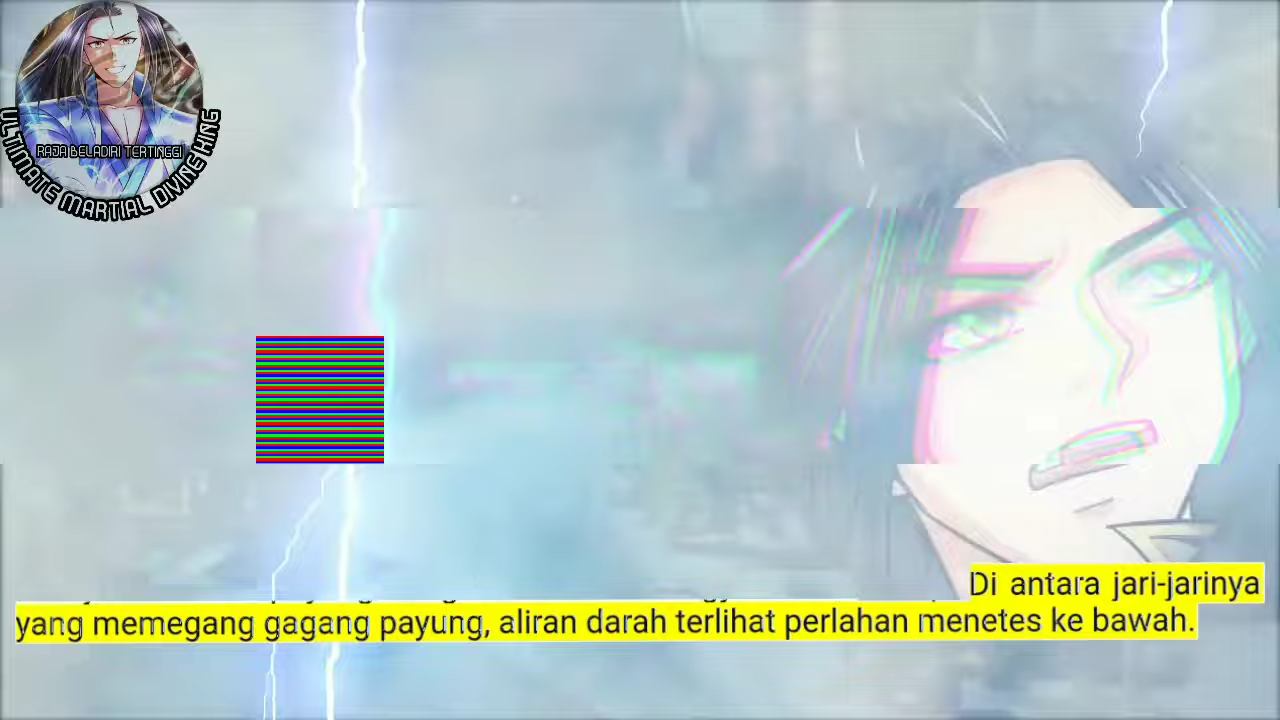 RAJA BELADIRI TERTINGGI
ULTIMATE MARTIAL DIVINE KING
Di antara jari-jarinya
yang memegang gagang payung, aliran darah terlihat perlahan menetes ke bawah.